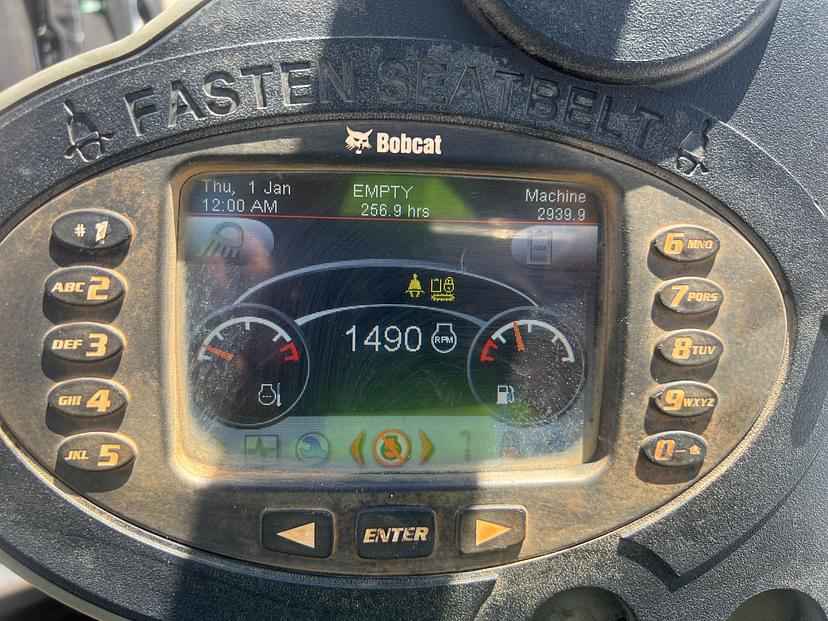 FASTEN SEATBELT
Bobcat
Thu, 1 Jan EMPTY Machine
12:00 AM 256.9 hrs 2939.9
1490 RPM
# 1
ABC 2
DEF 3
GHI 4
JKL 5
6 MNO
7 PQRS
8 TUV
9 WXYZ
0
ENTER